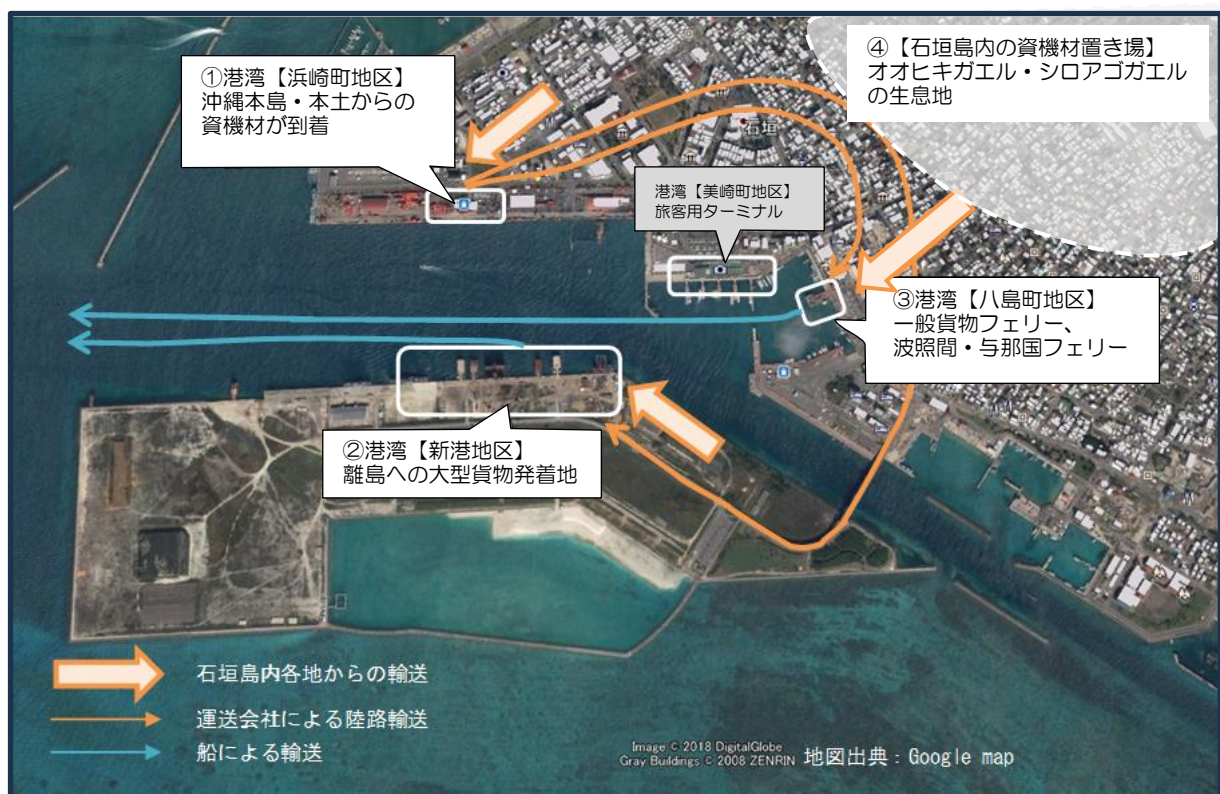 ①港湾【浜崎町地区】
沖縄本島・本土からの
資機材が到着
④【石垣島内の資機材置き場】
オオヒキガエル・シロアゴガエル
の生息地
石垣
港湾【美崎町地区】
旅客用ターミナル
③港湾【八島町地区】
一般貨物フェリー、
波照間・与那国フェリー
②港湾【新港地区】
離島への大型貨物発着地
石垣島内各地からの輸送
運送会社による陸路輸送
船による輸送
Image © 2018 DigitalGlobe
Gray Buildings © 2008 ZENRIN
地図出典：Google map